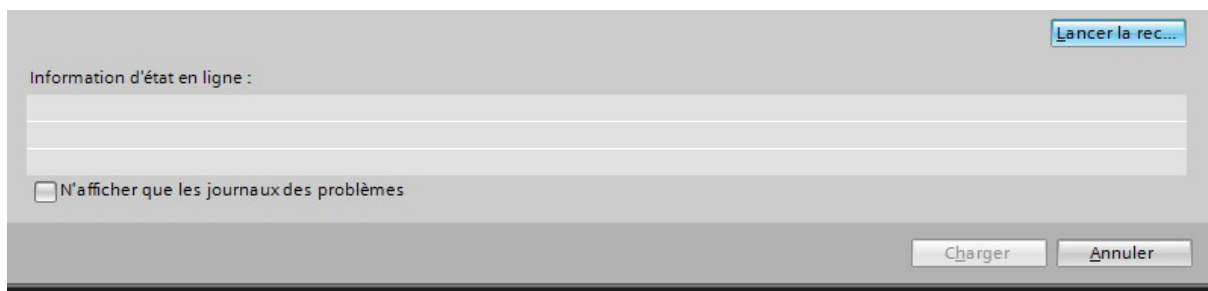 Lancer la rec...
Information d'état en ligne :
N'afficher que les journaux des problèmes
Charger Annuler